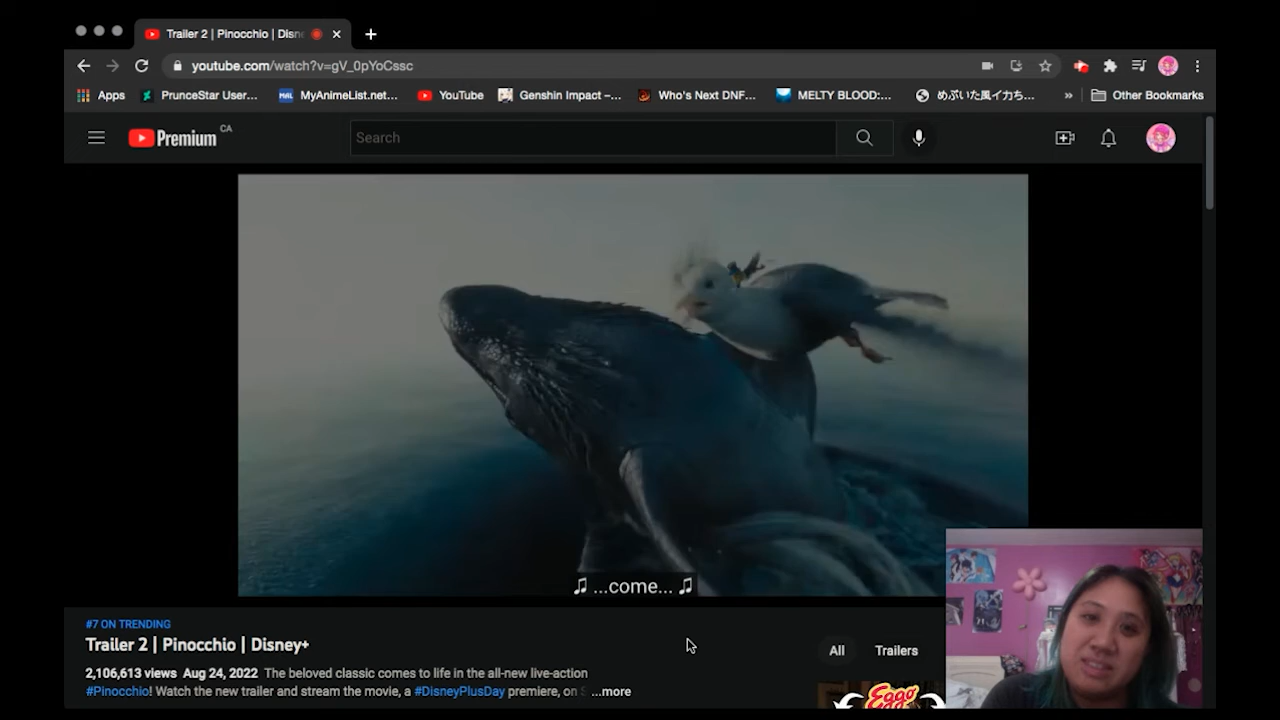 Trailer 2 | Pinocchio | Disn
youtube.com/watch?v=gV_0pYoCssc
Apps PrunceStar User... MyAnimeList.net... YouTube Genshin Impact –... Who's Next DNF... MELTY BLOOD:... めぶいた風イカち... » Other Bookmarks
Premium CA Search
♫ ...come... ♫
#7 ON TRENDING
Trailer 2 | Pinocchio | Disney+
All Trailers
2,106,613 views Aug 24, 2022 The beloved classic comes to life in the all-new live-action
#Pinocchio! Watch the new trailer and stream the movie, a #DisneyPlusDay premiere, on S ...more
Eggo